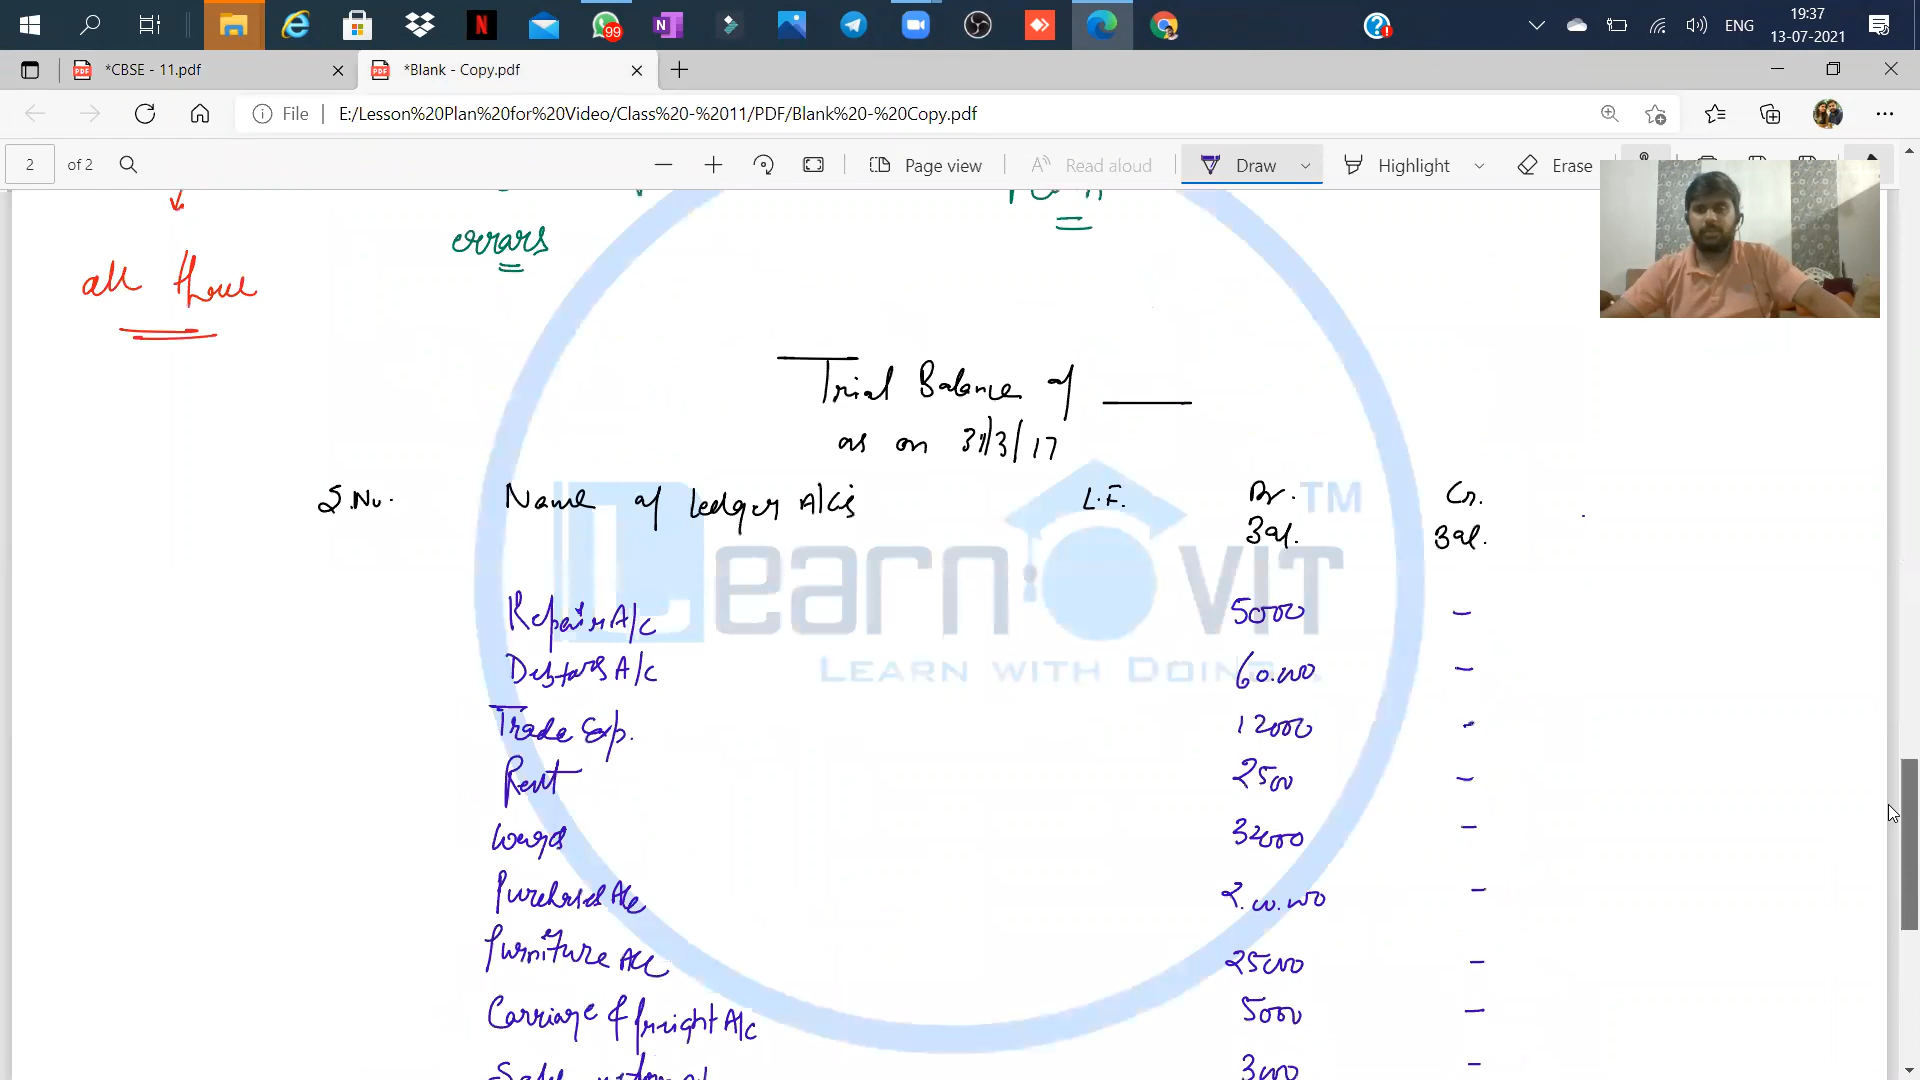 99
ENG
19:37
13-07-2021
*CBSE - 11.pdf
*Blank - Copy.pdf
File
E:/Lesson%20Plan%20for%20Video/Class%20-%2011/PDF/Blank%20-%20Copy.pdf
2 of 2
Page view
Read aloud
Draw
Highlight
Erase
errors
all three
Trial Balance of ____
as on 31/3/17
S.No. Name of ledger A/c's L.F. Dr. Bal. Cr. Bal.
LearnOVIT TM
LEARN WITH DOING
Repairs A/c 5000 -
Debtors A/c 60.000 -
Trade Exp. 12000 -
Rent 2500 -
Wages 32000 -
Purchases A/c 2.00.000 -
Furniture A/c 25000 -
Carriage & freight A/c 5000 -
3000 -